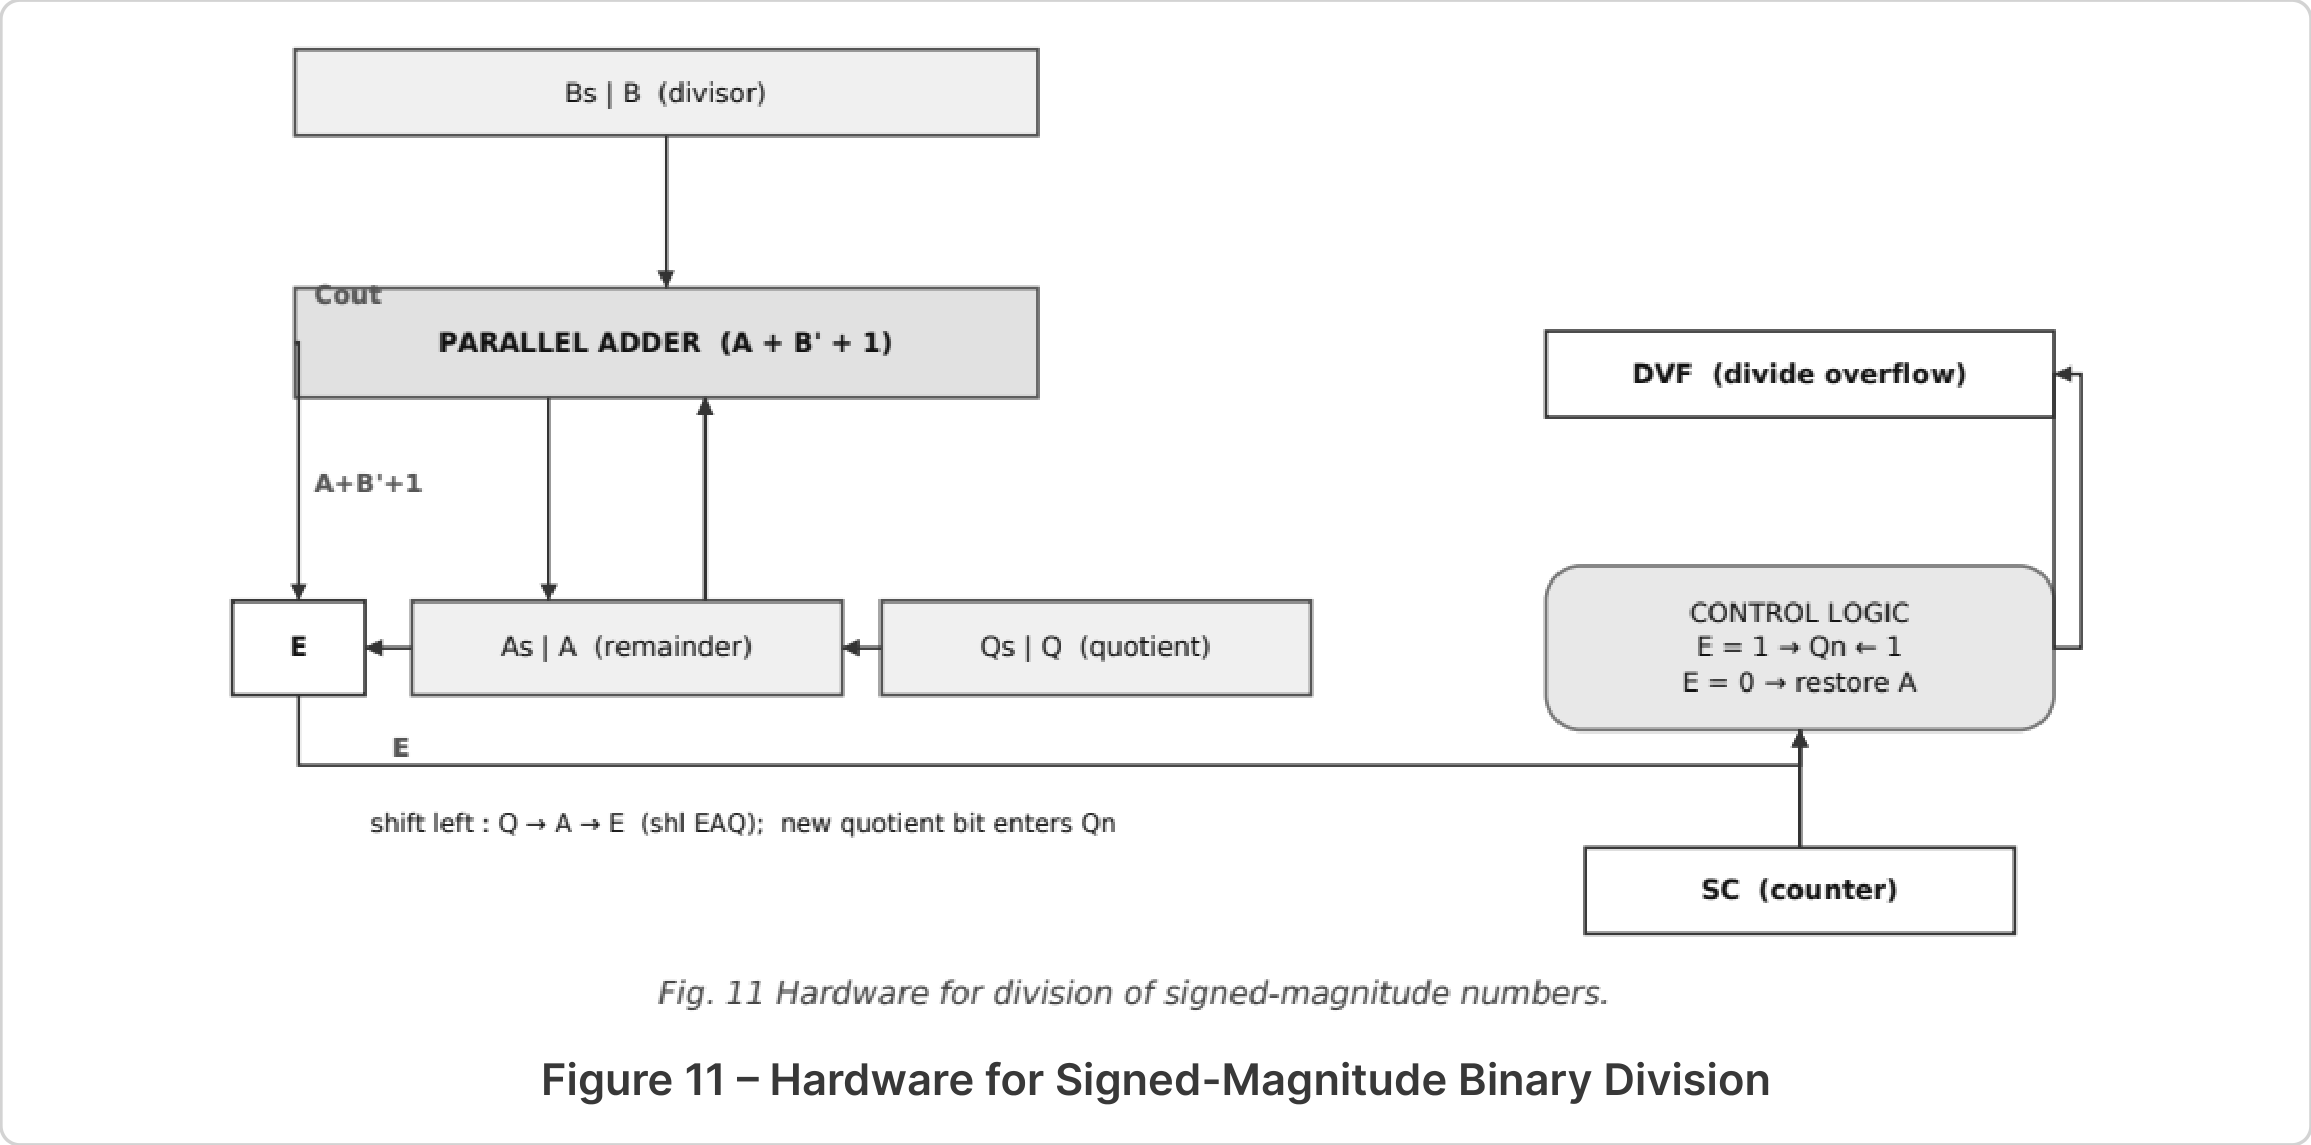 Bs | B  (divisor)
Cout
PARALLEL ADDER  (A + B' + 1)
DVF  (divide overflow)
A+B'+1
E
As | A  (remainder)
Qs | Q  (quotient)
CONTROL LOGIC
E = 1 → Qn ← 1
E = 0 → restore A
E
shift left : Q → A → E  (shl EAQ);  new quotient bit enters Qn
SC  (counter)
Fig. 11 Hardware for division of signed-magnitude numbers.
Figure 11 – Hardware for Signed-Magnitude Binary Division